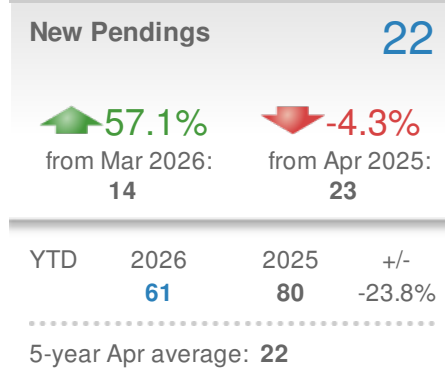 New Pendings 22
57.1% -4.3%
from Mar 2026: from Apr 2025:
14 23
YTD 2026 2025 +/-
61 80 -23.8%
5-year Apr average: 22